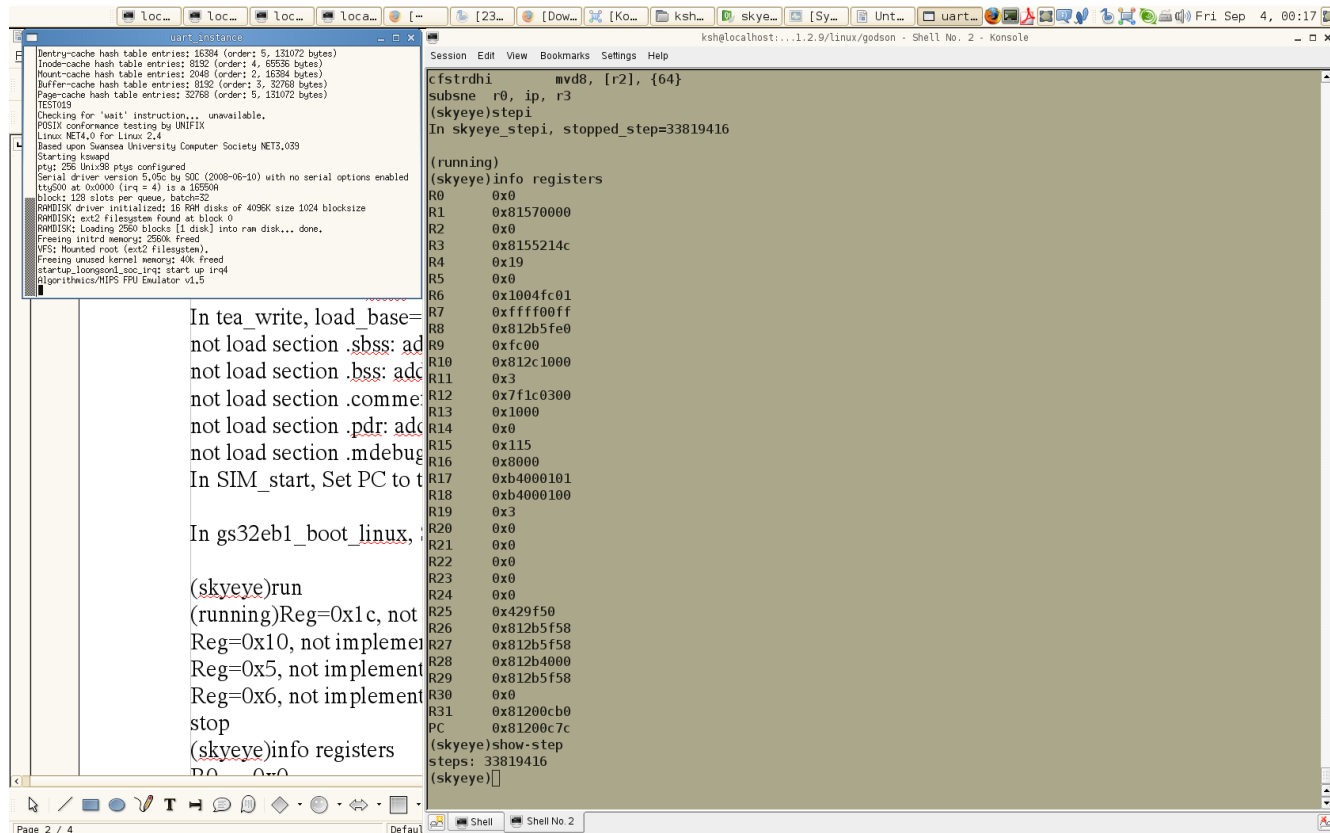 loc...
loc...
loc...
loca...
[23...
[Dow...
[Ko...
ksh...
skye...
[Sy...
Unt...
uart...
Fri Sep 4, 00:17
uart_instance
Dentry-cache hash table entries: 16384 (order: 5, 131072 bytes)
Inode-cache hash table entries: 8192 (order: 4, 65536 bytes)
Mount-cache hash table entries: 2048 (order: 2, 16384 bytes)
Buffer-cache hash table entries: 8192 (order: 3, 32768 bytes)
Page-cache hash table entries: 32768 (order: 5, 131072 bytes)
TEST019
Checking for 'wait' instruction... unavailable.
POSIX conformance testing by UNIFIX
Linux NET4.0 for Linux 2.4
Based upon Swansea University Computer Society NET3.039
Starting kswapd
pty: 256 Unix98 ptys configured
Serial driver version 5.05c by SOC (2008-06-10) with no serial options enabled
ttyS00 at 0x0000 (irq = 4) is a 16550A
block: 128 slots per queue, batch=32
RAMDISK driver initialized: 16 RAM disks of 4096K size 1024 blocksize
RAMDISK: ext2 filesystem found at block 0
RAMDISK: Loading 2560 blocks [1 disk] into ram disk... done.
Freeing initrd memory: 2560k freed
VFS: Mounted root (ext2 filesystem).
Freeing unused kernel memory: 40k freed
startup_loongson1_soc_irq: start up irq4
Algorithmics/MIPS FPU Emulator v1.5
In tea_write, load_base=
not load section .sbss: ad
not load section .bss: add
not load section .comme
not load section .pdr: add
not load section .mdebug
In SIM_start, Set PC to t
In gs32eb1_boot_linux,
(skyeye)run
(running)Reg=0x1c, not
Reg=0x10, not implemen
Reg=0x5, not implement
Reg=0x6, not implement
stop
(skyeye)info registers
R0 0x0
Page 2 / 4
Defaul
ksh@localhost:...1.2.9/linux/godson - Shell No. 2 - Konsole
Session Edit View Bookmarks Settings Help
cfstrdhi mvd8, [r2], {64}
subsne r0, ip, r3
(skyeye)stepi
In skyeye_stepi, stopped_step=33819416
(running)
(skyeye)info registers
R0 0x0
R1 0x81570000
R2 0x0
R3 0x8155214c
R4 0x19
R5 0x0
R6 0x1004fc01
R7 0xffff00ff
R8 0x812b5fe0
R9 0xfc00
R10 0x812c1000
R11 0x3
R12 0x7f1c0300
R13 0x1000
R14 0x0
R15 0x115
R16 0x8000
R17 0xb4000101
R18 0xb4000100
R19 0x3
R20 0x0
R21 0x0
R22 0x0
R23 0x0
R24 0x0
R25 0x429f50
R26 0x812b5f58
R27 0x812b5f58
R28 0x812b4000
R29 0x812b5f58
R30 0x0
R31 0x81200cb0
PC 0x81200c7c
(skyeye)show-step
steps: 33819416
(skyeye)
Shell
Shell No. 2